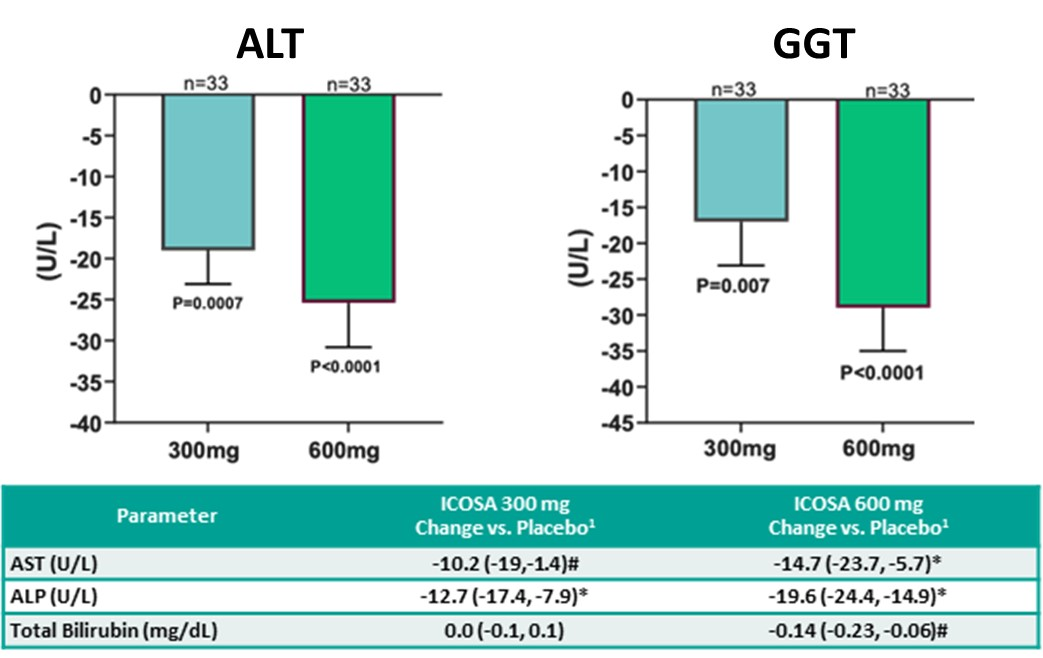 ALT
n=33 n=33
0
-5
-10
-15
-20
-25
-30
-35
-40
(U/L)
P=0.0007
P<0.0001
300mg 600mg
GGT
n=33 n=33
0
-5
-10
-15
-20
-25
-30
-35
-40
-45
(U/L)
P=0.007
P<0.0001
300mg 600mg
Parameter ICOSA 300 mg Change vs. Placebo¹ ICOSA 600 mg Change vs. Placebo¹
AST (U/L) -10.2 (-19,-1.4)# -14.7 (-23.7, -5.7)*
ALP (U/L) -12.7 (-17.4, -7.9)* -19.6 (-24.4, -14.9)*
Total Bilirubin (mg/dL) 0.0 (-0.1, 0.1) -0.14 (-0.23, -0.06)#